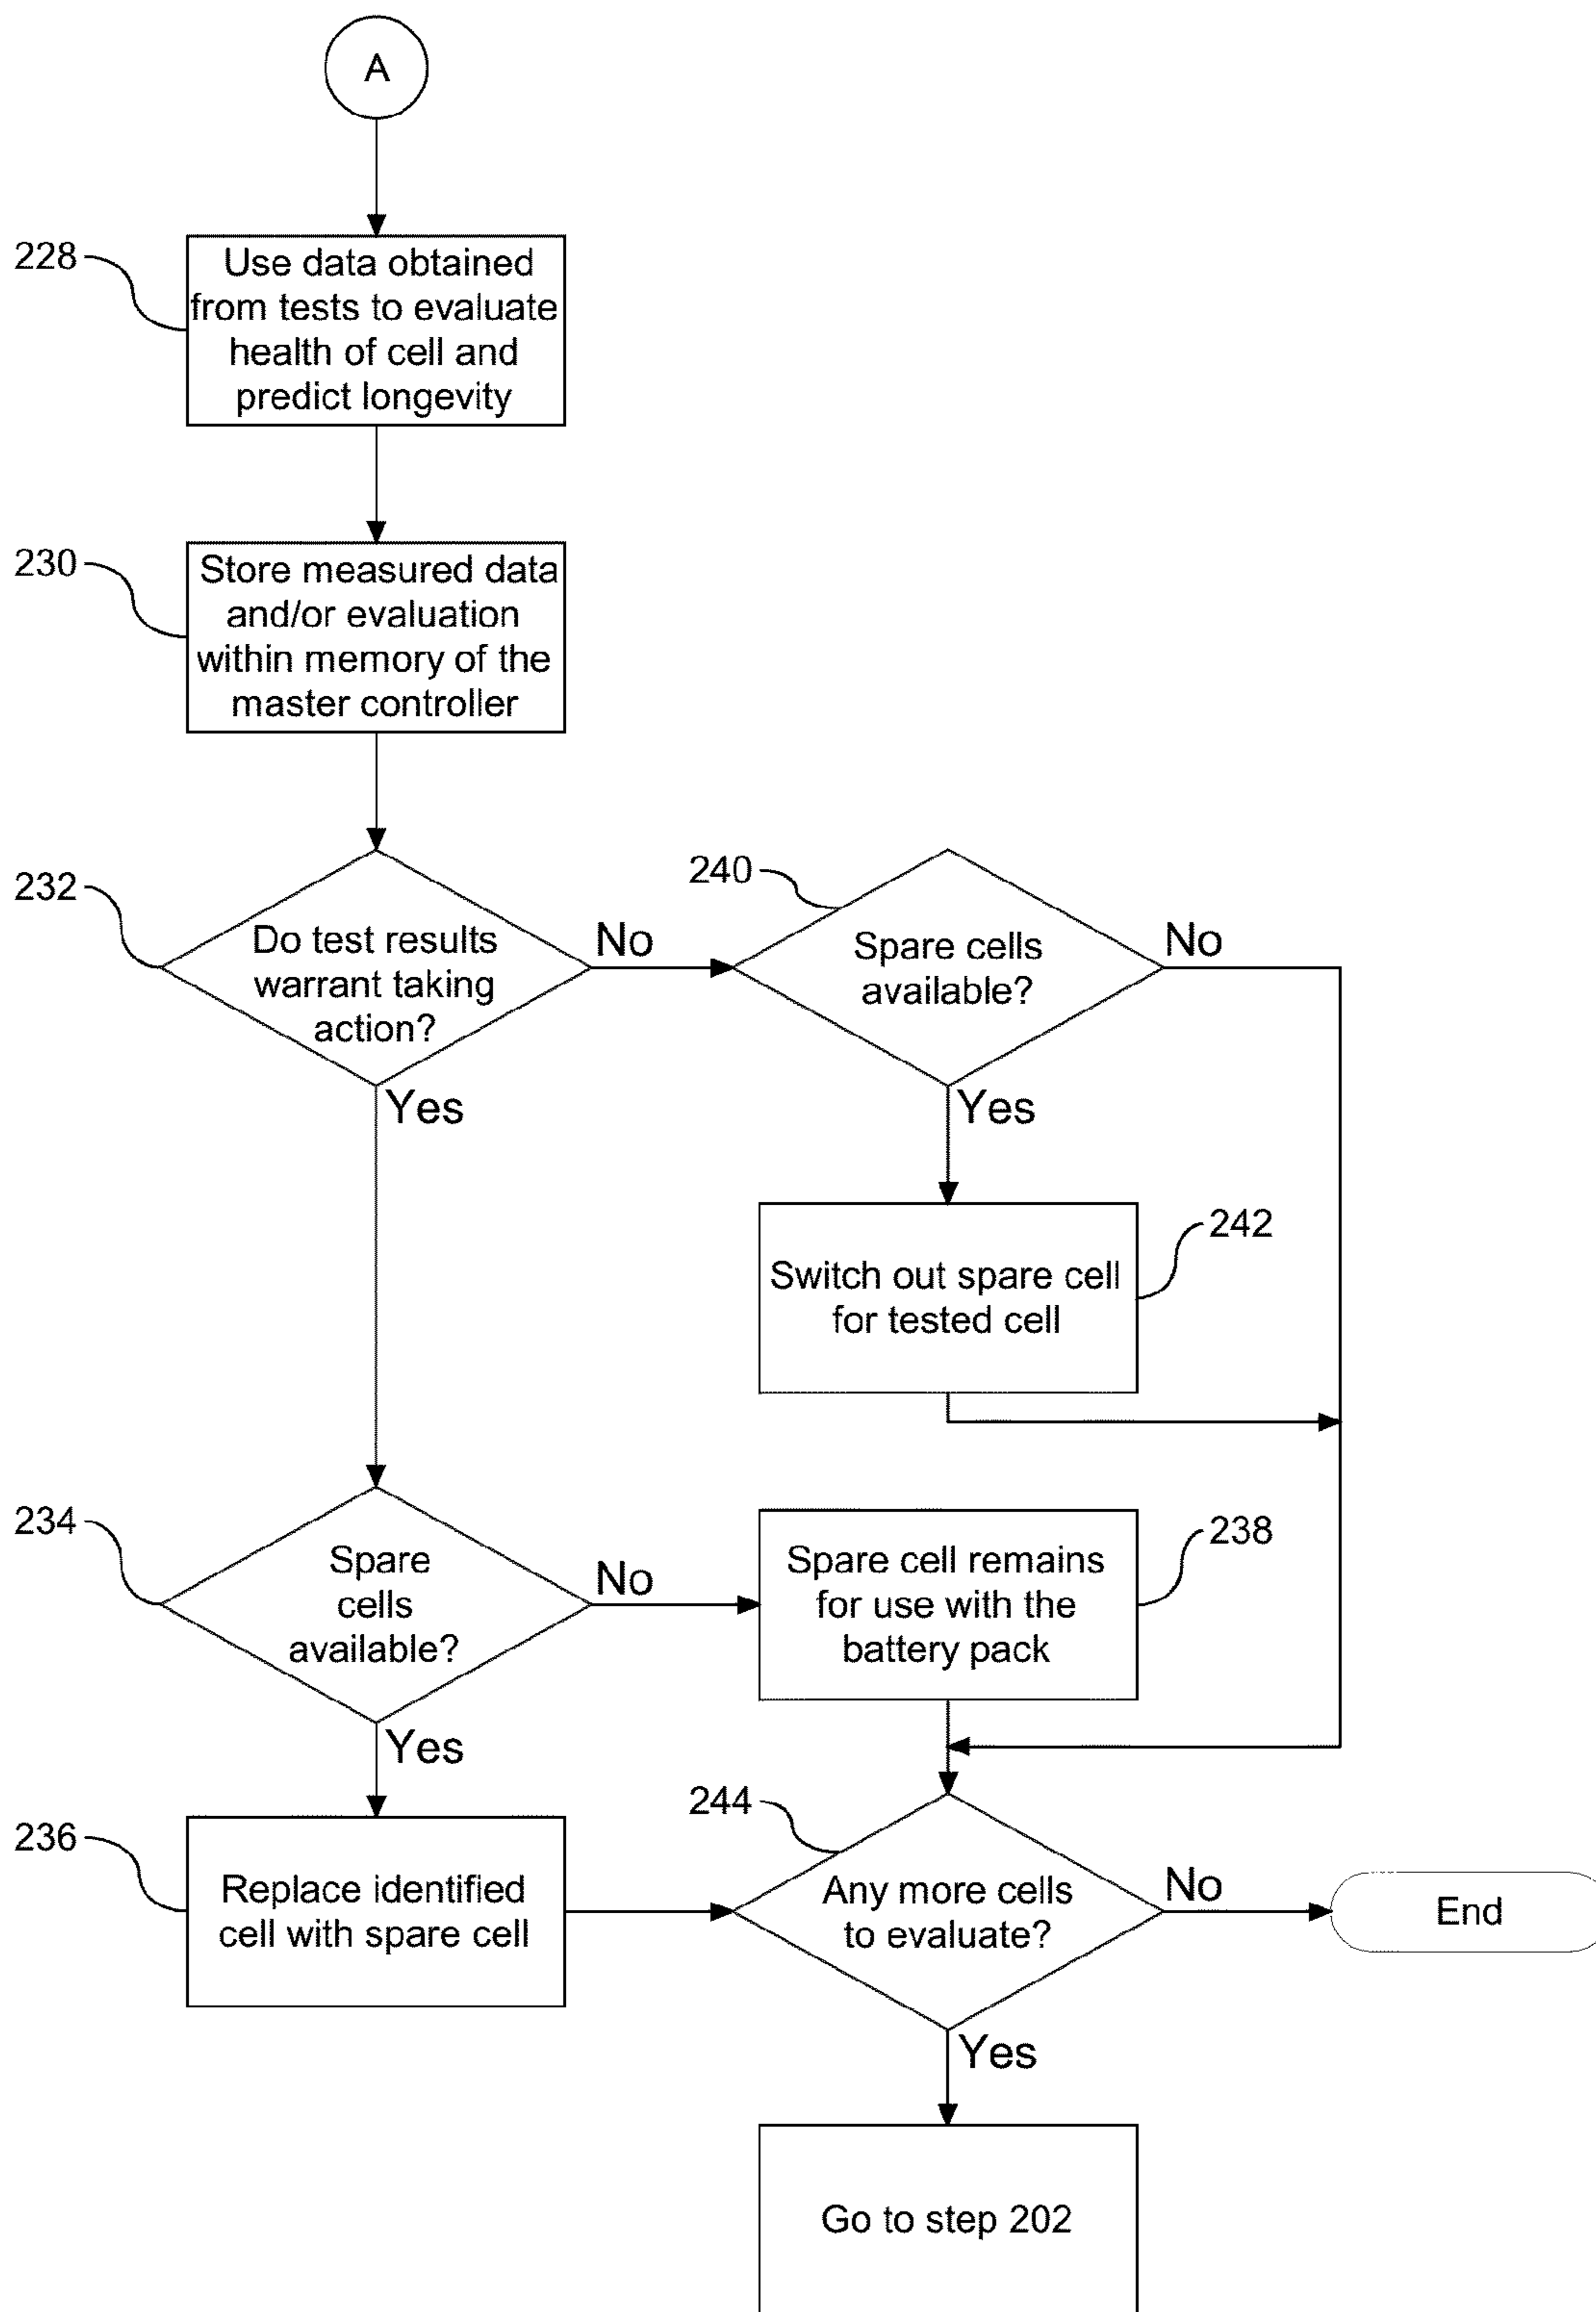 A
228
Use data obtained
from tests to evaluate
health of cell and
predict longevity
230
Store measured data
and/or evaluation
within memory of the
master controller
232
Do test results
warrant taking
action?
No
Yes
240
Spare cells
available?
No
Yes
242
Switch out spare cell
for tested cell
234
Spare
cells
available?
No
Yes
238
Spare cell remains
for use with the
battery pack
236
Replace identified
cell with spare cell
244
Any more cells
to evaluate?
No
Yes
End
Go to step 202